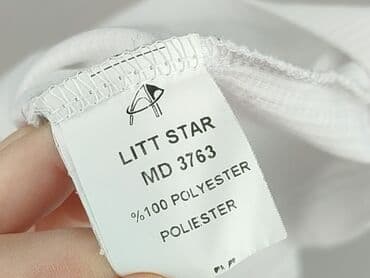 LITT STAR
MD 3763
%100 POLYESTER
POLIESTER